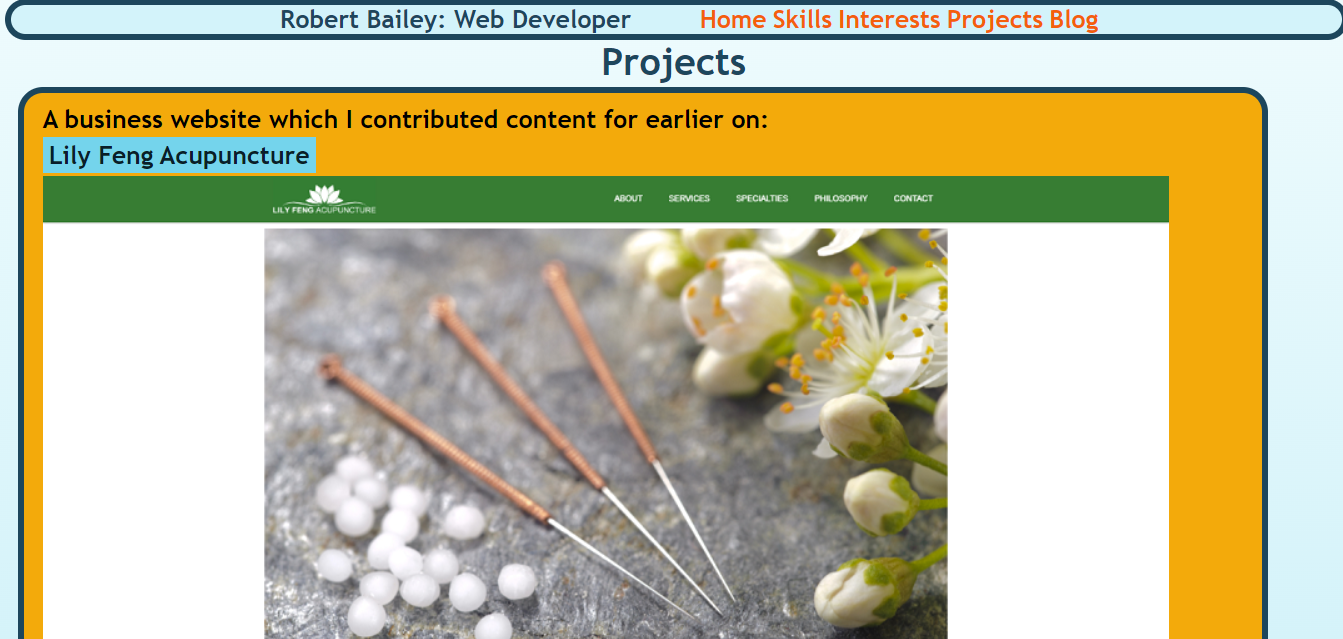 Robert Bailey: Web Developer Home Skills Interests Projects Blog
Projects
A business website which I contributed content for earlier on:
Lily Feng Acupuncture
LILY FENG ACUPUNCTURE ABOUT SERVICES SPECIALTIES PHILOSOPHY CONTACT